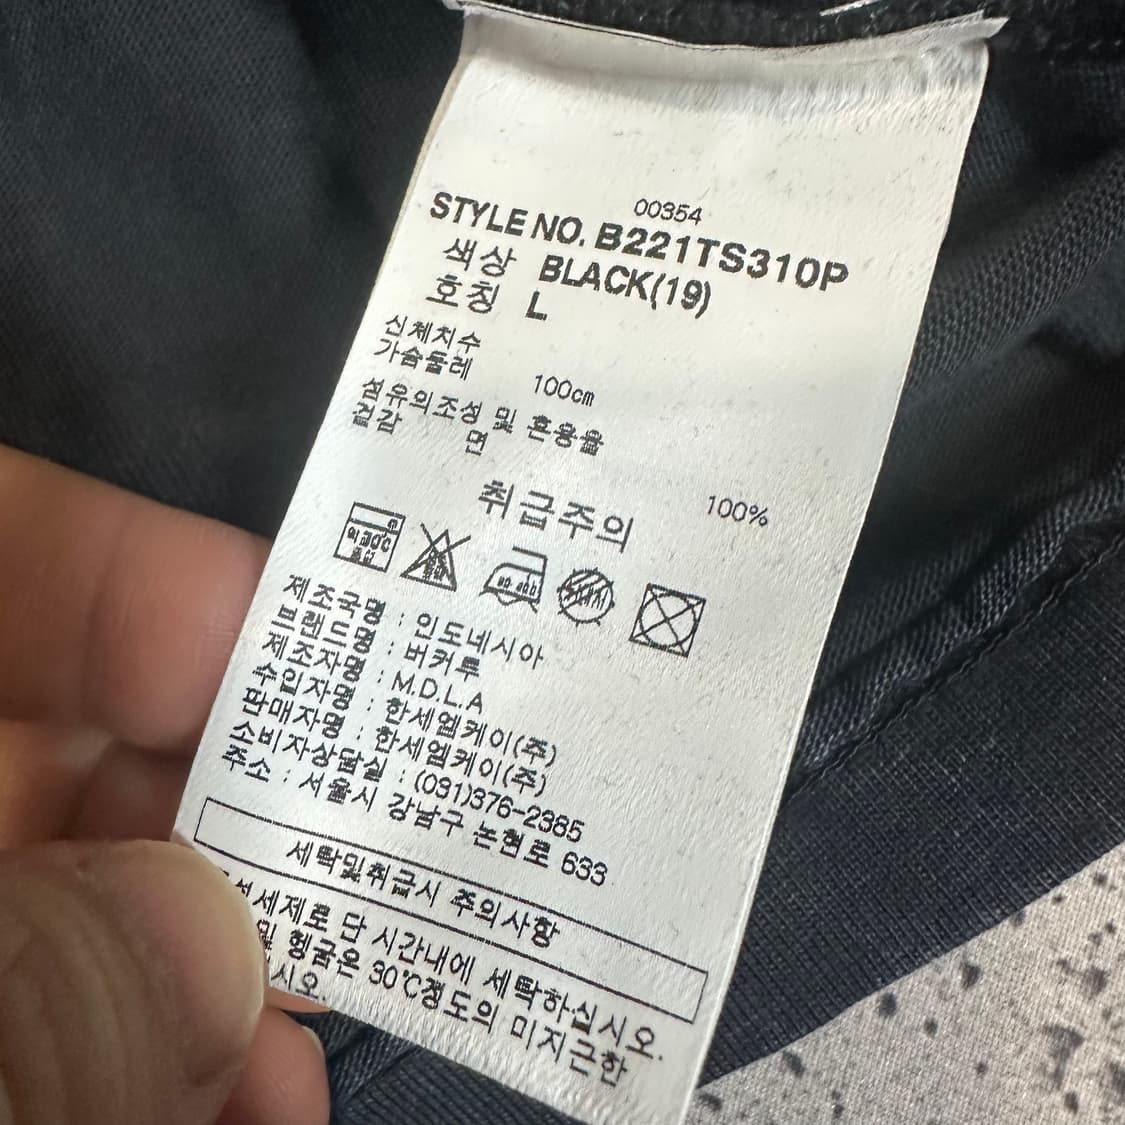 00354
STYLE NO. B221TS310P
색상 BLACK(19)
호칭 L
신체치수
가슴둘레 100cm
섬유의조성 및 혼용율
겉감 면 100%
취급주의
제조국명 : 인도네시아
브랜드명 : 버커루
제조자명 : M.D.L.A
수입자명 : 한세엠케이(주)
판매자명 : 한세엠케이(주)
소비자상담실 : (031)376-2385
주소 : 서울시 강남구 논현로 633
세탁및취급시 주의사항
세제로 단 시간내에 세탁하십시오.
및 헹굼은 30℃정도의 미지근한
시오.